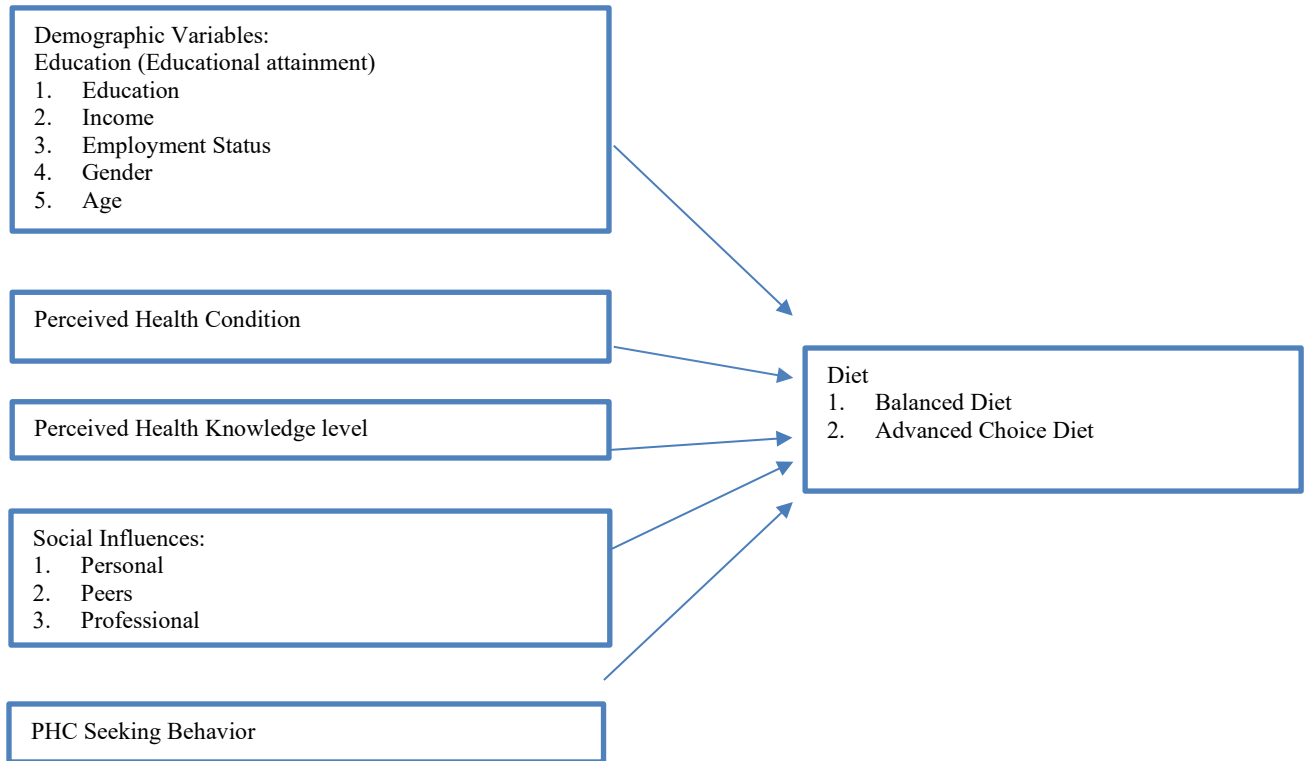 Demographic Variables:
Education (Educational attainment)
1. Education
2. Income
3. Employment Status
4. Gender
5. Age
Perceived Health Condition
Perceived Health Knowledge level
Social Influences:
1. Personal
2. Peers
3. Professional
PHC Seeking Behavior
Diet
1. Balanced Diet
2. Advanced Choice Diet